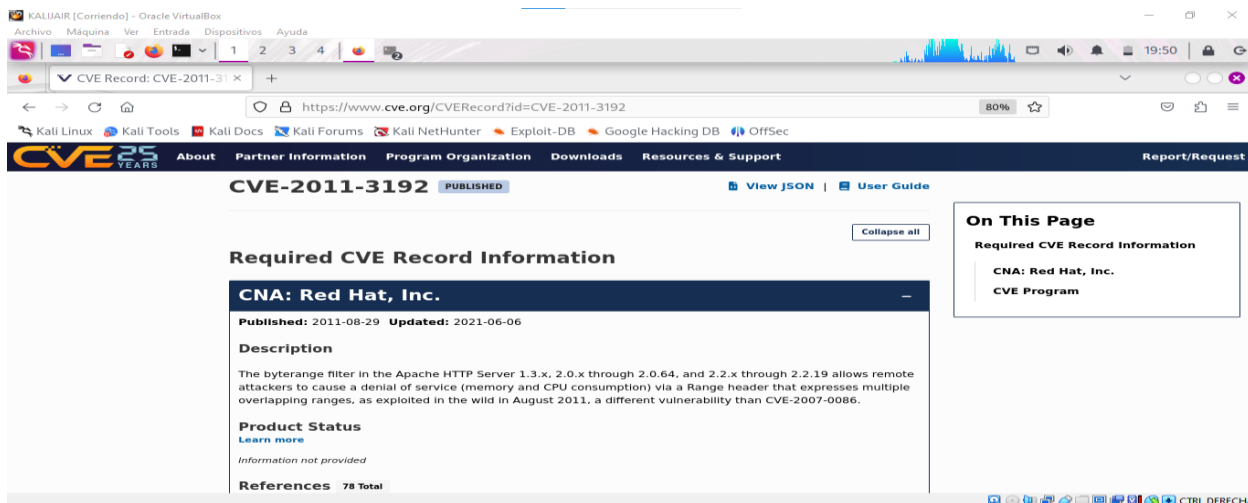 KALIJAIR [Corriendo] - Oracle VirtualBox
Archivo Máquina Ver Entrada Dispositivos Ayuda
1 2 3 4 19:50
CVE Record: CVE-2011-31
https://www.cve.org/CVERecord?id=CVE-2011-3192 80%
Kali Linux Kali Tools Kali Docs Kali Forums Kali NetHunter Exploit-DB Google Hacking DB OffSec
CVE 25 YEARS About Partner Information Program Organization Downloads Resources & Support Report/Request
CVE-2011-3192 PUBLISHED View JSON | User Guide
Collapse all
Required CVE Record Information
CNA: Red Hat, Inc. –
Published: 2011-08-29 Updated: 2021-06-06
Description
The byterange filter in the Apache HTTP Server 1.3.x, 2.0.x through 2.0.64, and 2.2.x through 2.2.19 allows remote
attackers to cause a denial of service (memory and CPU consumption) via a Range header that expresses multiple
overlapping ranges, as exploited in the wild in August 2011, a different vulnerability than CVE-2007-0086.
Product Status
Learn more
Information not provided
References 78 Total
On This Page
Required CVE Record Information
CNA: Red Hat, Inc.
CVE Program
CTRL DERECH